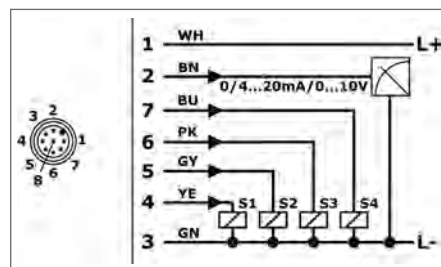 1 WH L+
2 BN 0/4...20mA/0...10V
7 BU
6 PK
5 GY
4 YE S1 S2 S3 S4
3 GN L-
3 2
4 1
5 6 7
8